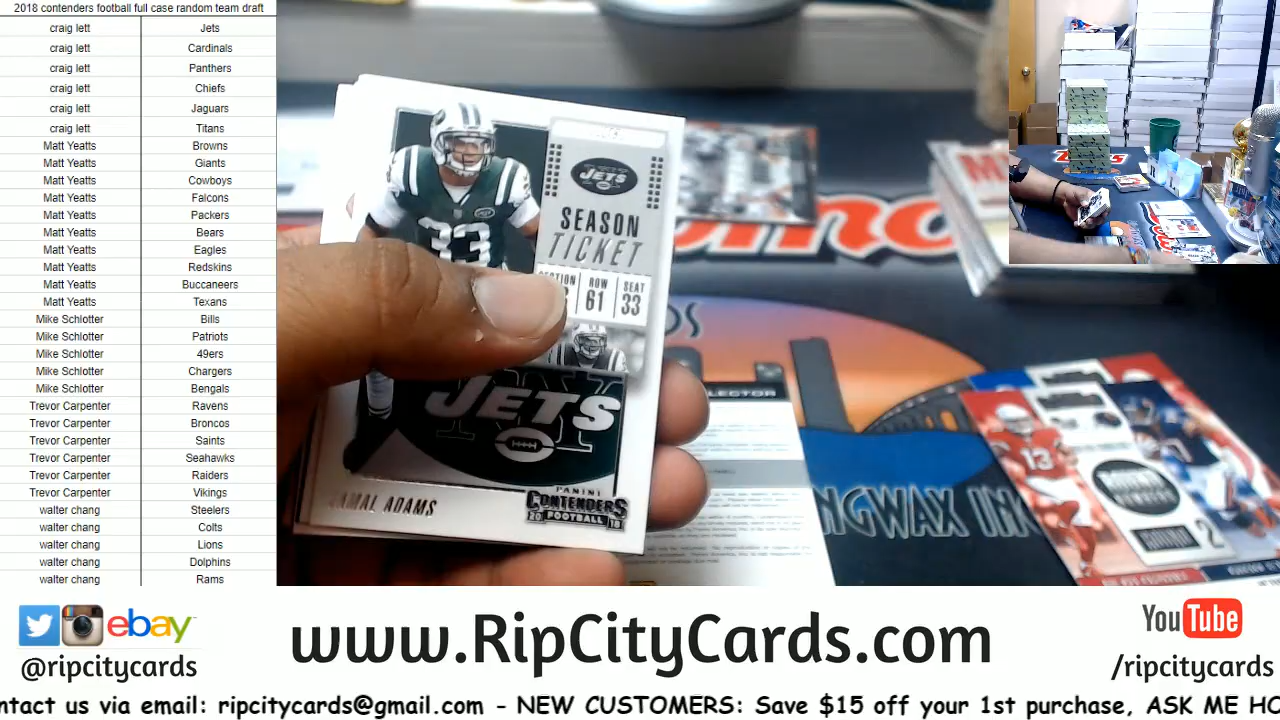 2018 contenders football full case random team draft
craig lett Jets
craig lett Cardinals
craig lett Panthers
craig lett Chiefs
craig lett Jaguars
craig lett Titans
Matt Yeatts Browns
Matt Yeatts Giants
Matt Yeatts Cowboys
Matt Yeatts Falcons
Matt Yeatts Packers
Matt Yeatts Bears
Matt Yeatts Eagles
Matt Yeatts Redskins
Matt Yeatts Buccaneers
Matt Yeatts Texans
Mike Schlotter Bills
Mike Schlotter Patriots
Mike Schlotter 49ers
Mike Schlotter Chargers
Mike Schlotter Bengals
Trevor Carpenter Ravens
Trevor Carpenter Broncos
Trevor Carpenter Saints
Trevor Carpenter Seahawks
Trevor Carpenter Raiders
Trevor Carpenter Vikings
walter chang Steelers
walter chang Colts
walter chang Lions
walter chang Dolphins
walter chang Rams
33
JETS
SEASON
TICKET
ROW SEAT
61 33
JETS
AMAL ADAMS
PANINI
CONTENDERS
20 FOOTBALL 18
13
NGWAX IN
ebay
@ripcitycards
www.RipCityCards.com
YouTube
/ripcitycards
ntact us via email: ripcitycards@gmail.com - NEW CUSTOMERS: Save $15 off your 1st purchase, ASK ME HO